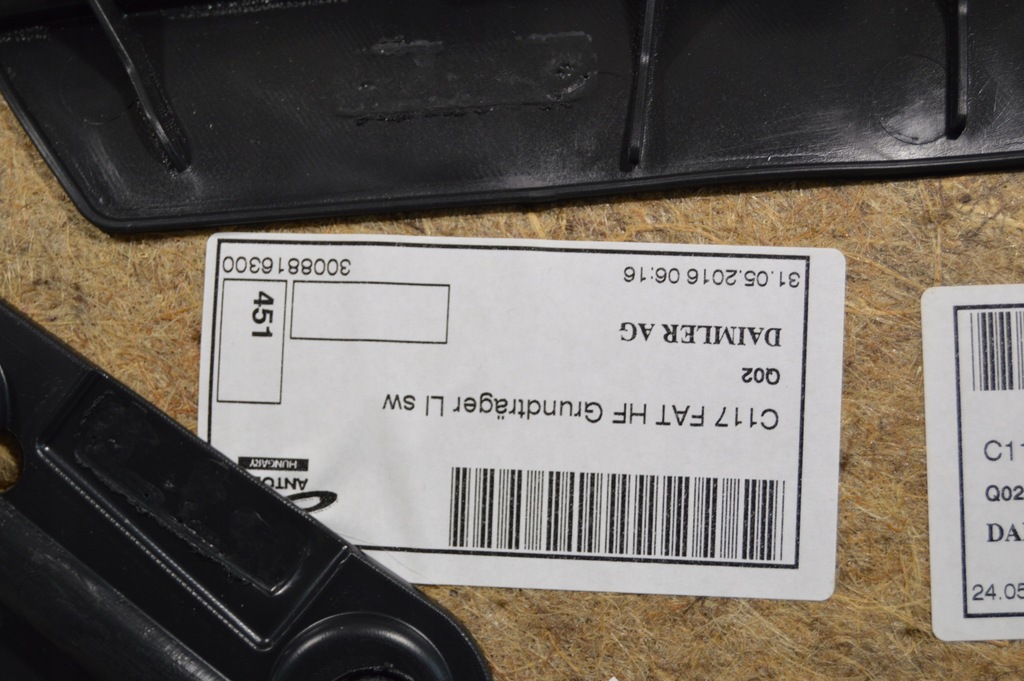 C117 FAT HF Grundträger LI sw
Q02
DAIMLER AG
31.05.2016 06:16
HUNGARY
451
3008816300
C11
Q02
DA
24.05